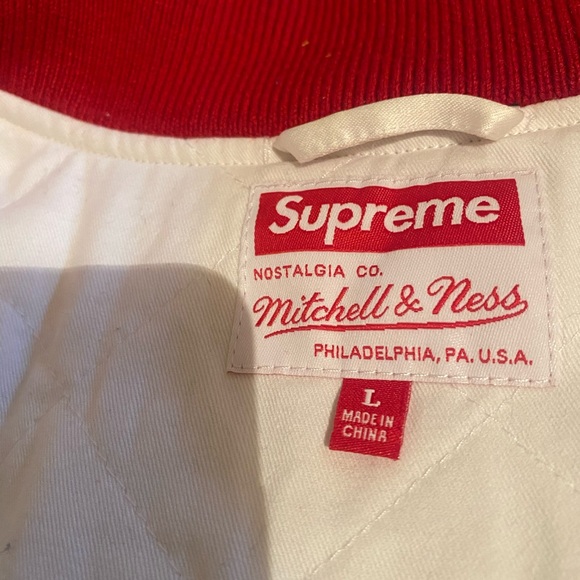 Supreme
NOSTALGIA CO.
Mitchell & Ness
PHILADELPHIA, PA. U.S.A.
L
MADE IN
CHINA